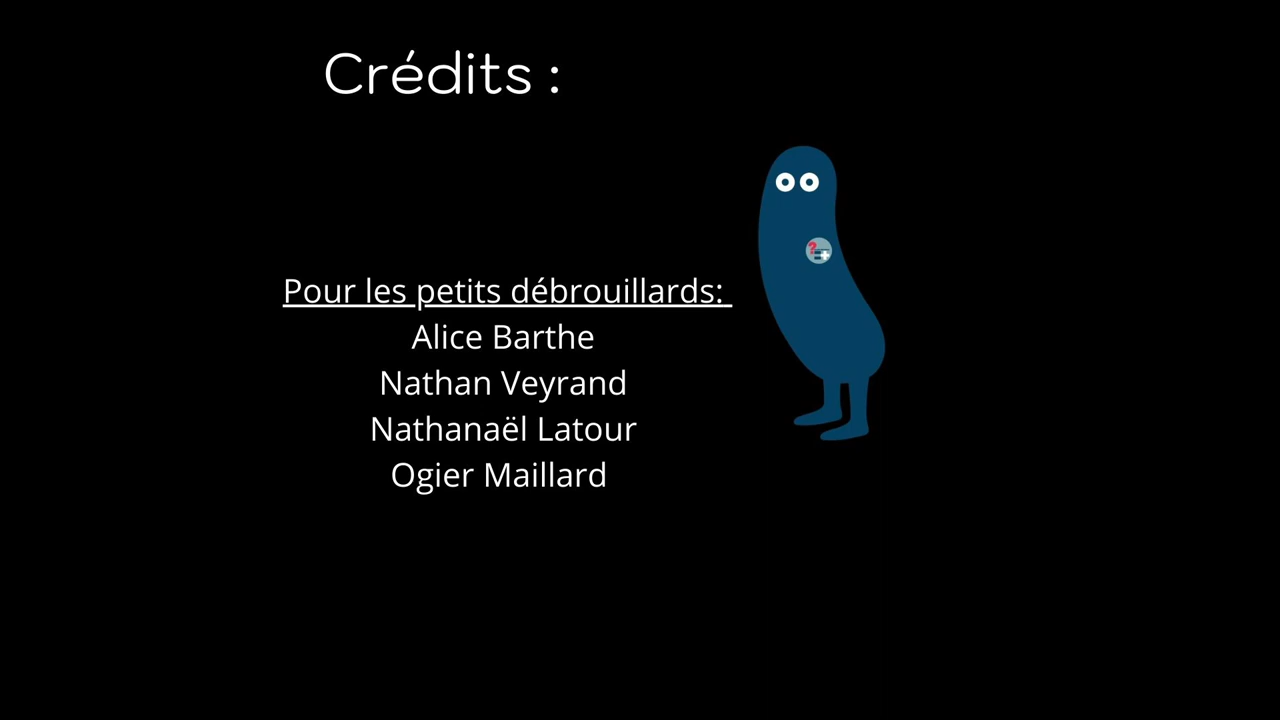 Crédits :
Pour les petits débrouillards:
Alice Barthe
Nathan Veyrand
Nathanaël Latour
Ogier Maillard